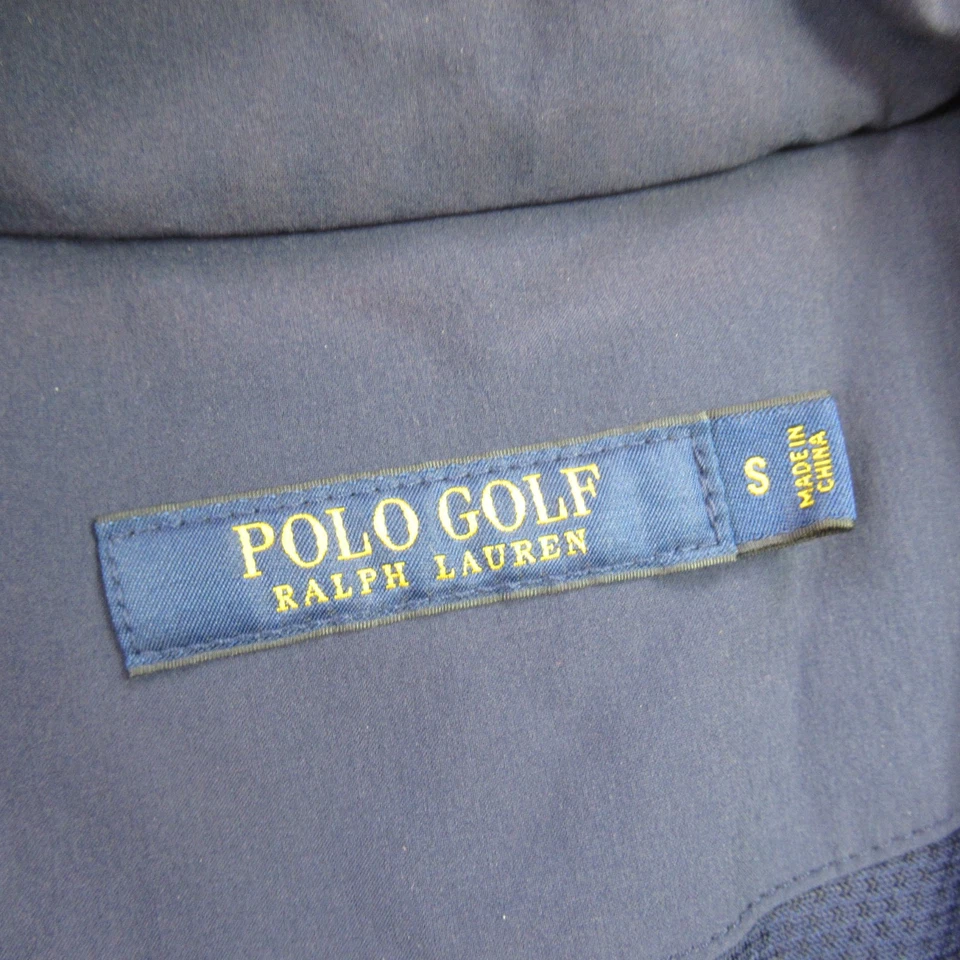 POLO GOLF
RALPH LAUREN
S
MADE IN
CHINA